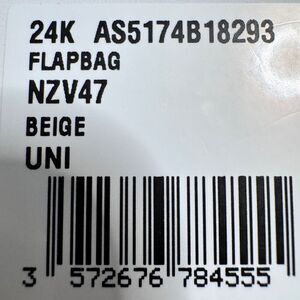 24K AS5174B18293
FLAPBAG
NZV47
BEIGE
UNI
3 572676 784555